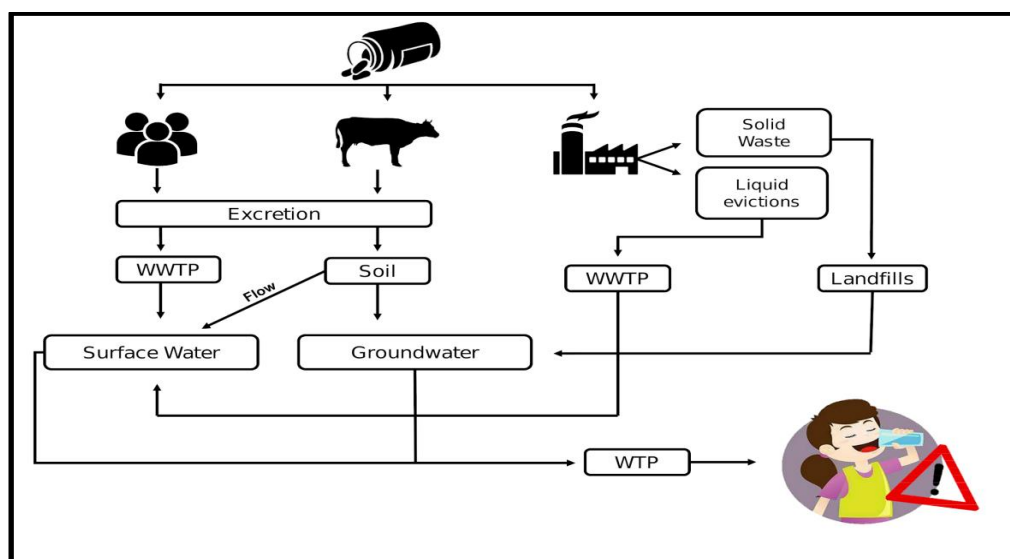 Solid
Waste
Liquid
evictions
Excretion
WWTP
Soil
WWTP
Landfills
Flow
Surface Water
Groundwater
WTP
!